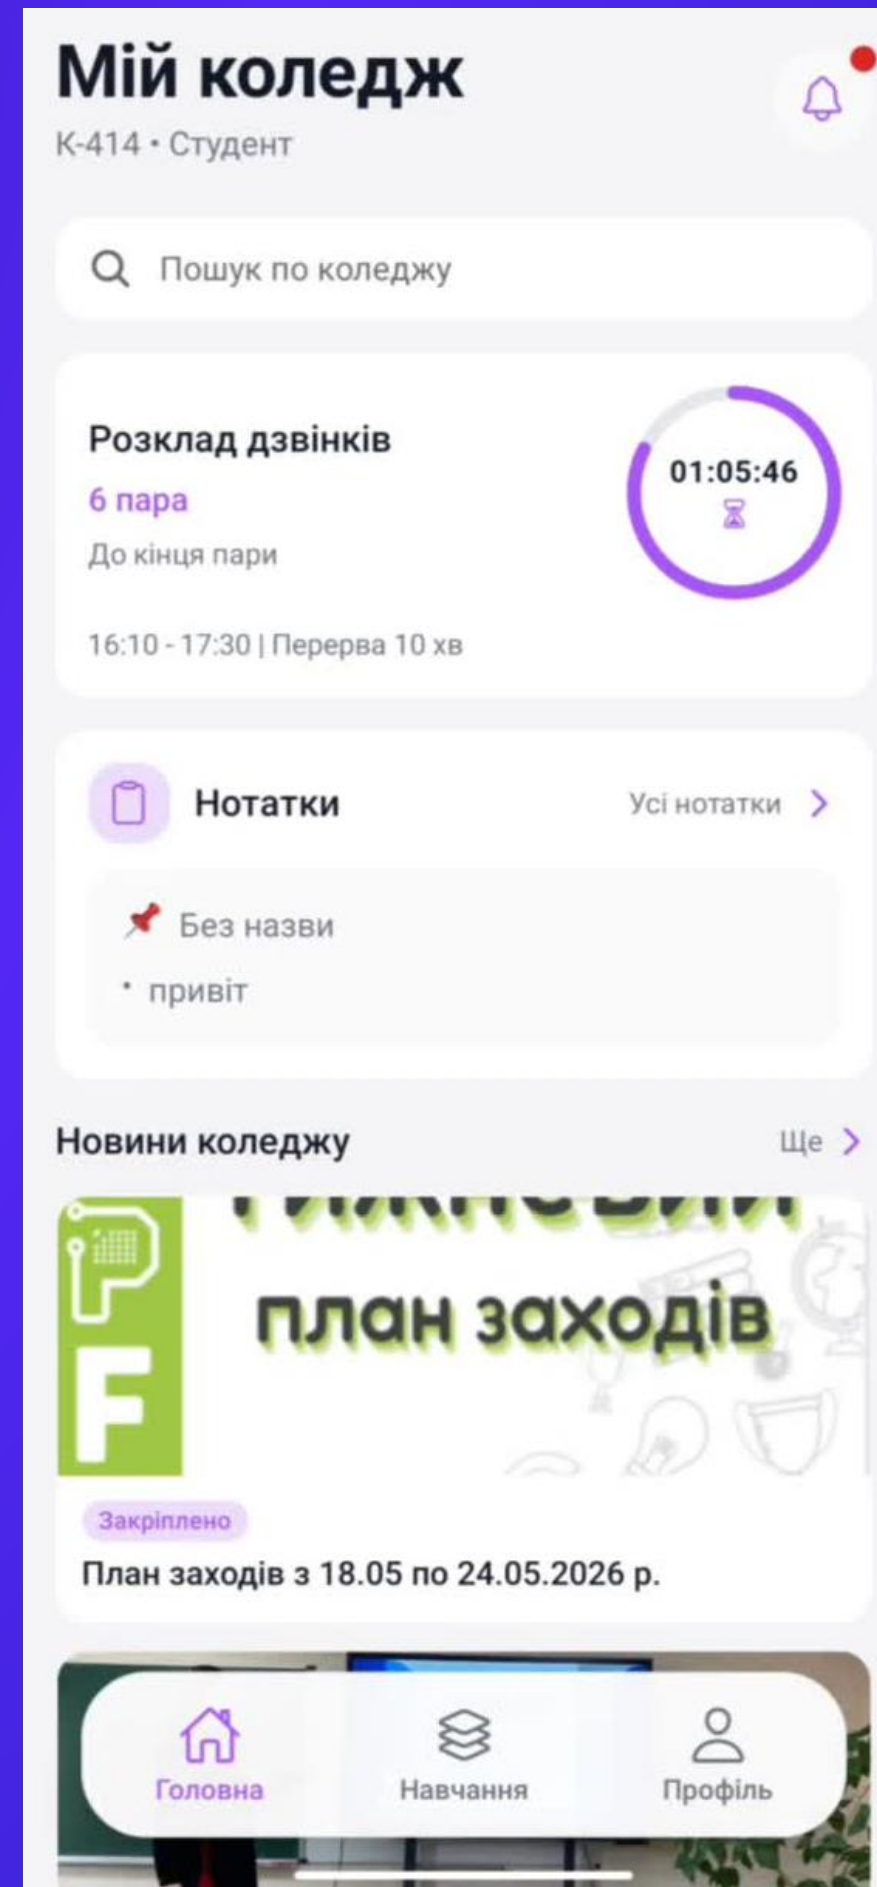 Мій коледж
К-414 • Студент
Пошук по коледжу
Розклад дзвінків
6 пара
До кінця пари
16:10 - 17:30 | Перерва 10 хв
01:05:46
Нотатки
Усі нотатки
📌 Без назви
• привіт
Новини коледжу
Ще
P
F
план заходів
Закріплено
План заходів з 18.05 по 24.05.2026 р.
Головна
Навчання
Профіль